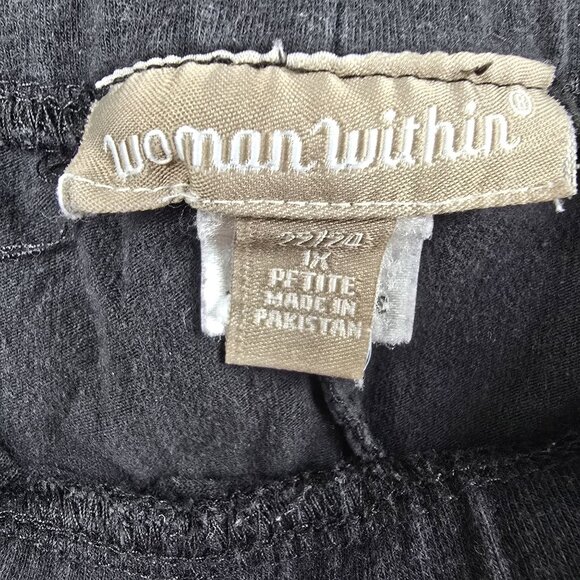 woman within®
22/24
1X
PETITE
MADE IN
PAKISTAN